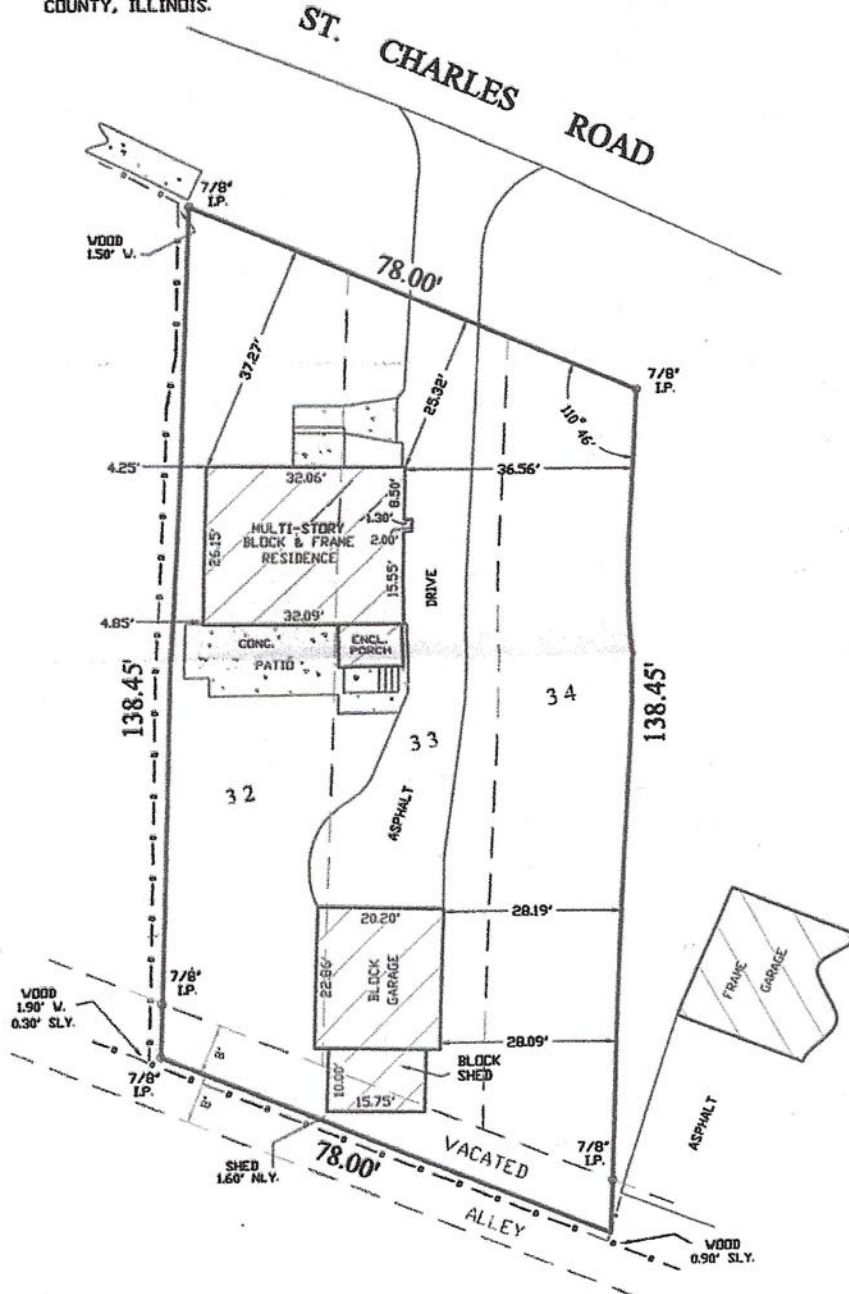 COUNTY, ILLINOIS.
ST. CHARLES ROAD
7/8"
I.P.
WOOD
1.50' W.
78.00'
37.27'
25.32'
7/8"
I.P.
110° 46'
4.25'
32.06'
36.56'
8.50'
1.30'
2.00'
MULTI-STORY
BLOCK & FRAME
RESIDENCE
26.15'
15.55'
DRIVE
4.85'
32.09'
CONC.
PATIO
ENCL.
PORCH
138.45'
138.45'
34
33
32
ASPHALT
20.20'
28.19'
FRAME
GARAGE
22.86'
BLOCK
GARAGE
7/8"
I.P.
WOOD
1.90' W.
0.30' SLY.
28.09'
8'
BLOCK
SHED
7/8"
I.P.
10.00'
15.75'
8'
ASPHALT
VACATED
7/8"
I.P.
SHED
1.60' NLY.
78.00'
ALLEY
WOOD
0.90' SLY.